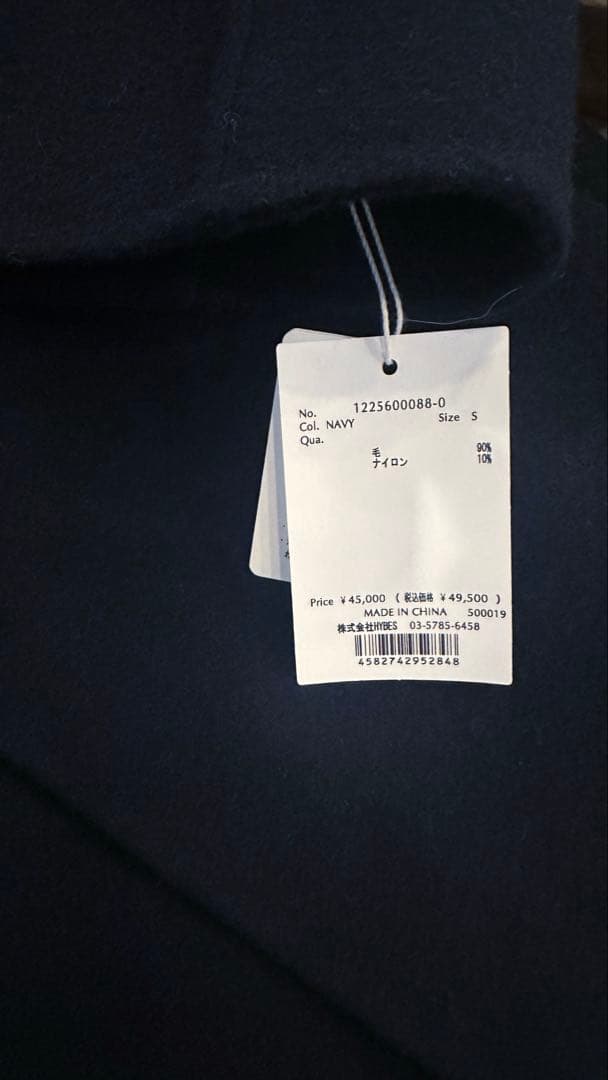 No. 1225600088-0
Col. NAVY Size S
Qua.
毛 90%
ナイロン 10%
Price ¥45,000 ( 税込価格 ¥49,500 )
MADE IN CHINA 500019
株式会社HYBES 03-5785-6458
4582742952848